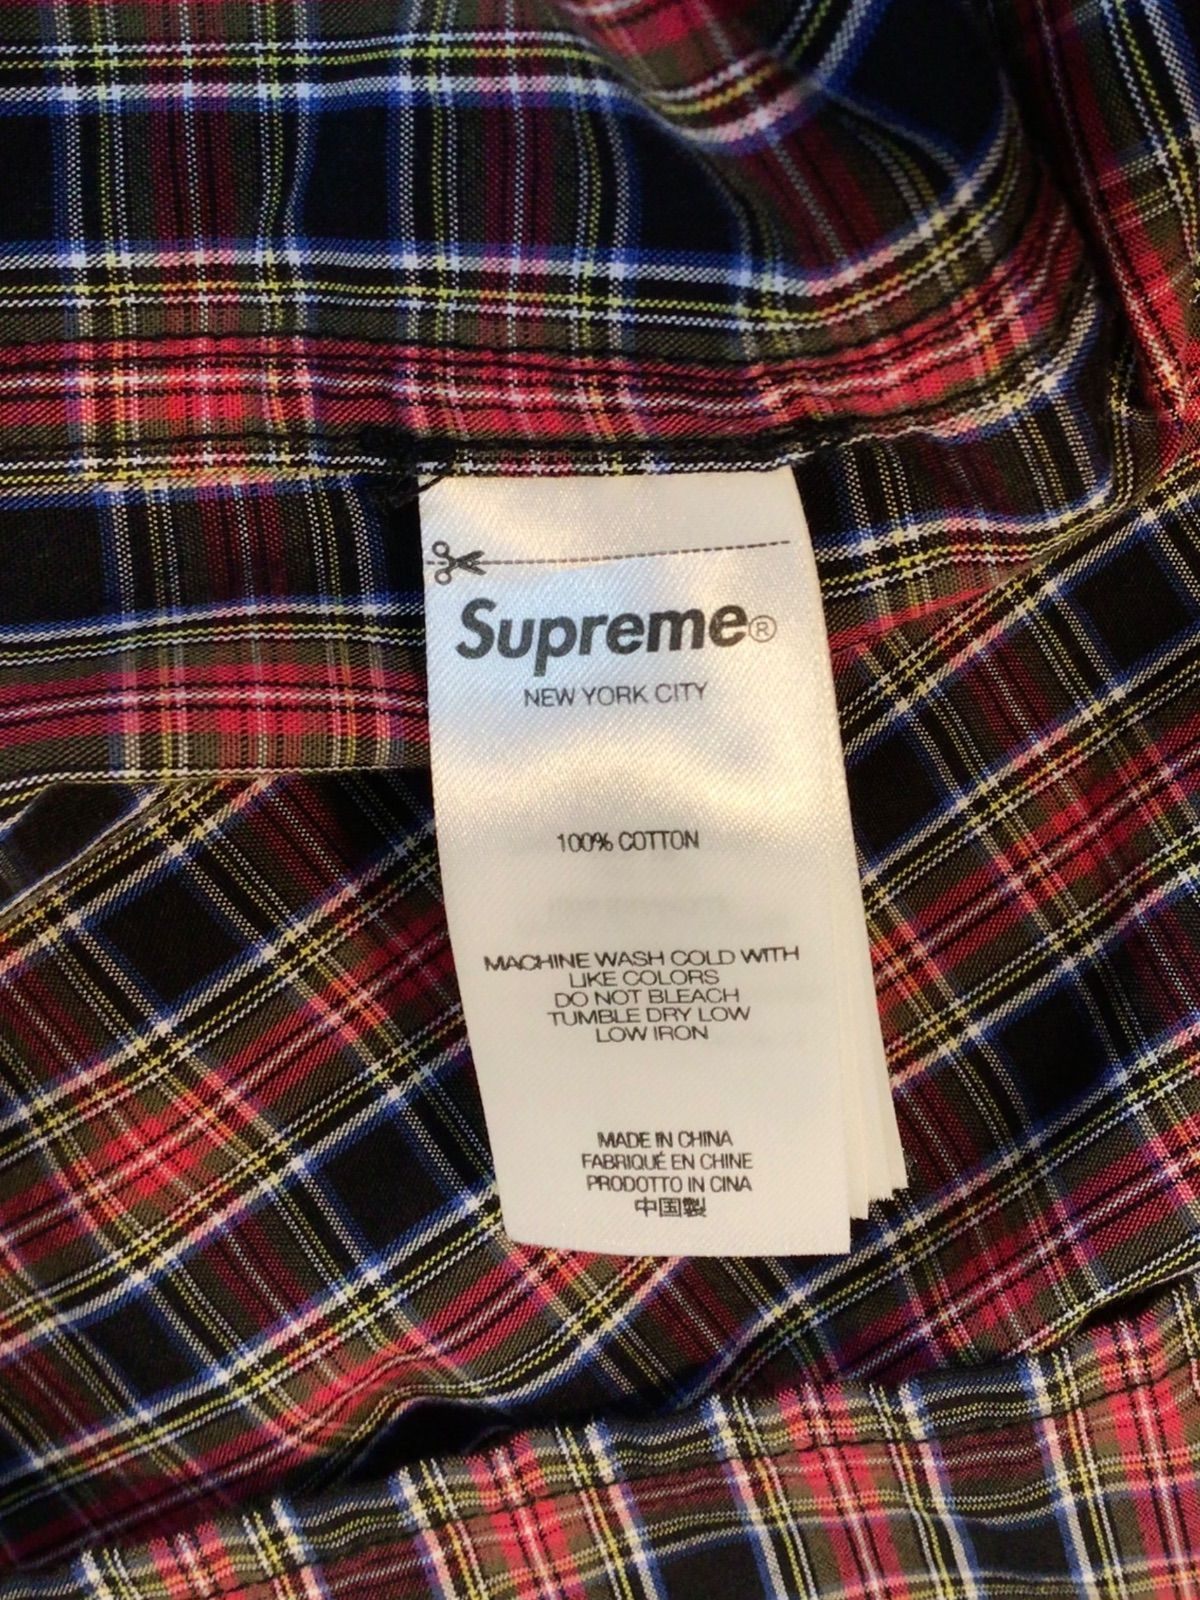 Supreme®
NEW YORK CITY
100% COTTON
MACHINE WASH COLD WITH
LIKE COLORS
DO NOT BLEACH
TUMBLE DRY LOW
LOW IRON
MADE IN CHINA
FABRIQUÉ EN CHINE
PRODOTTO IN CINA
中国製